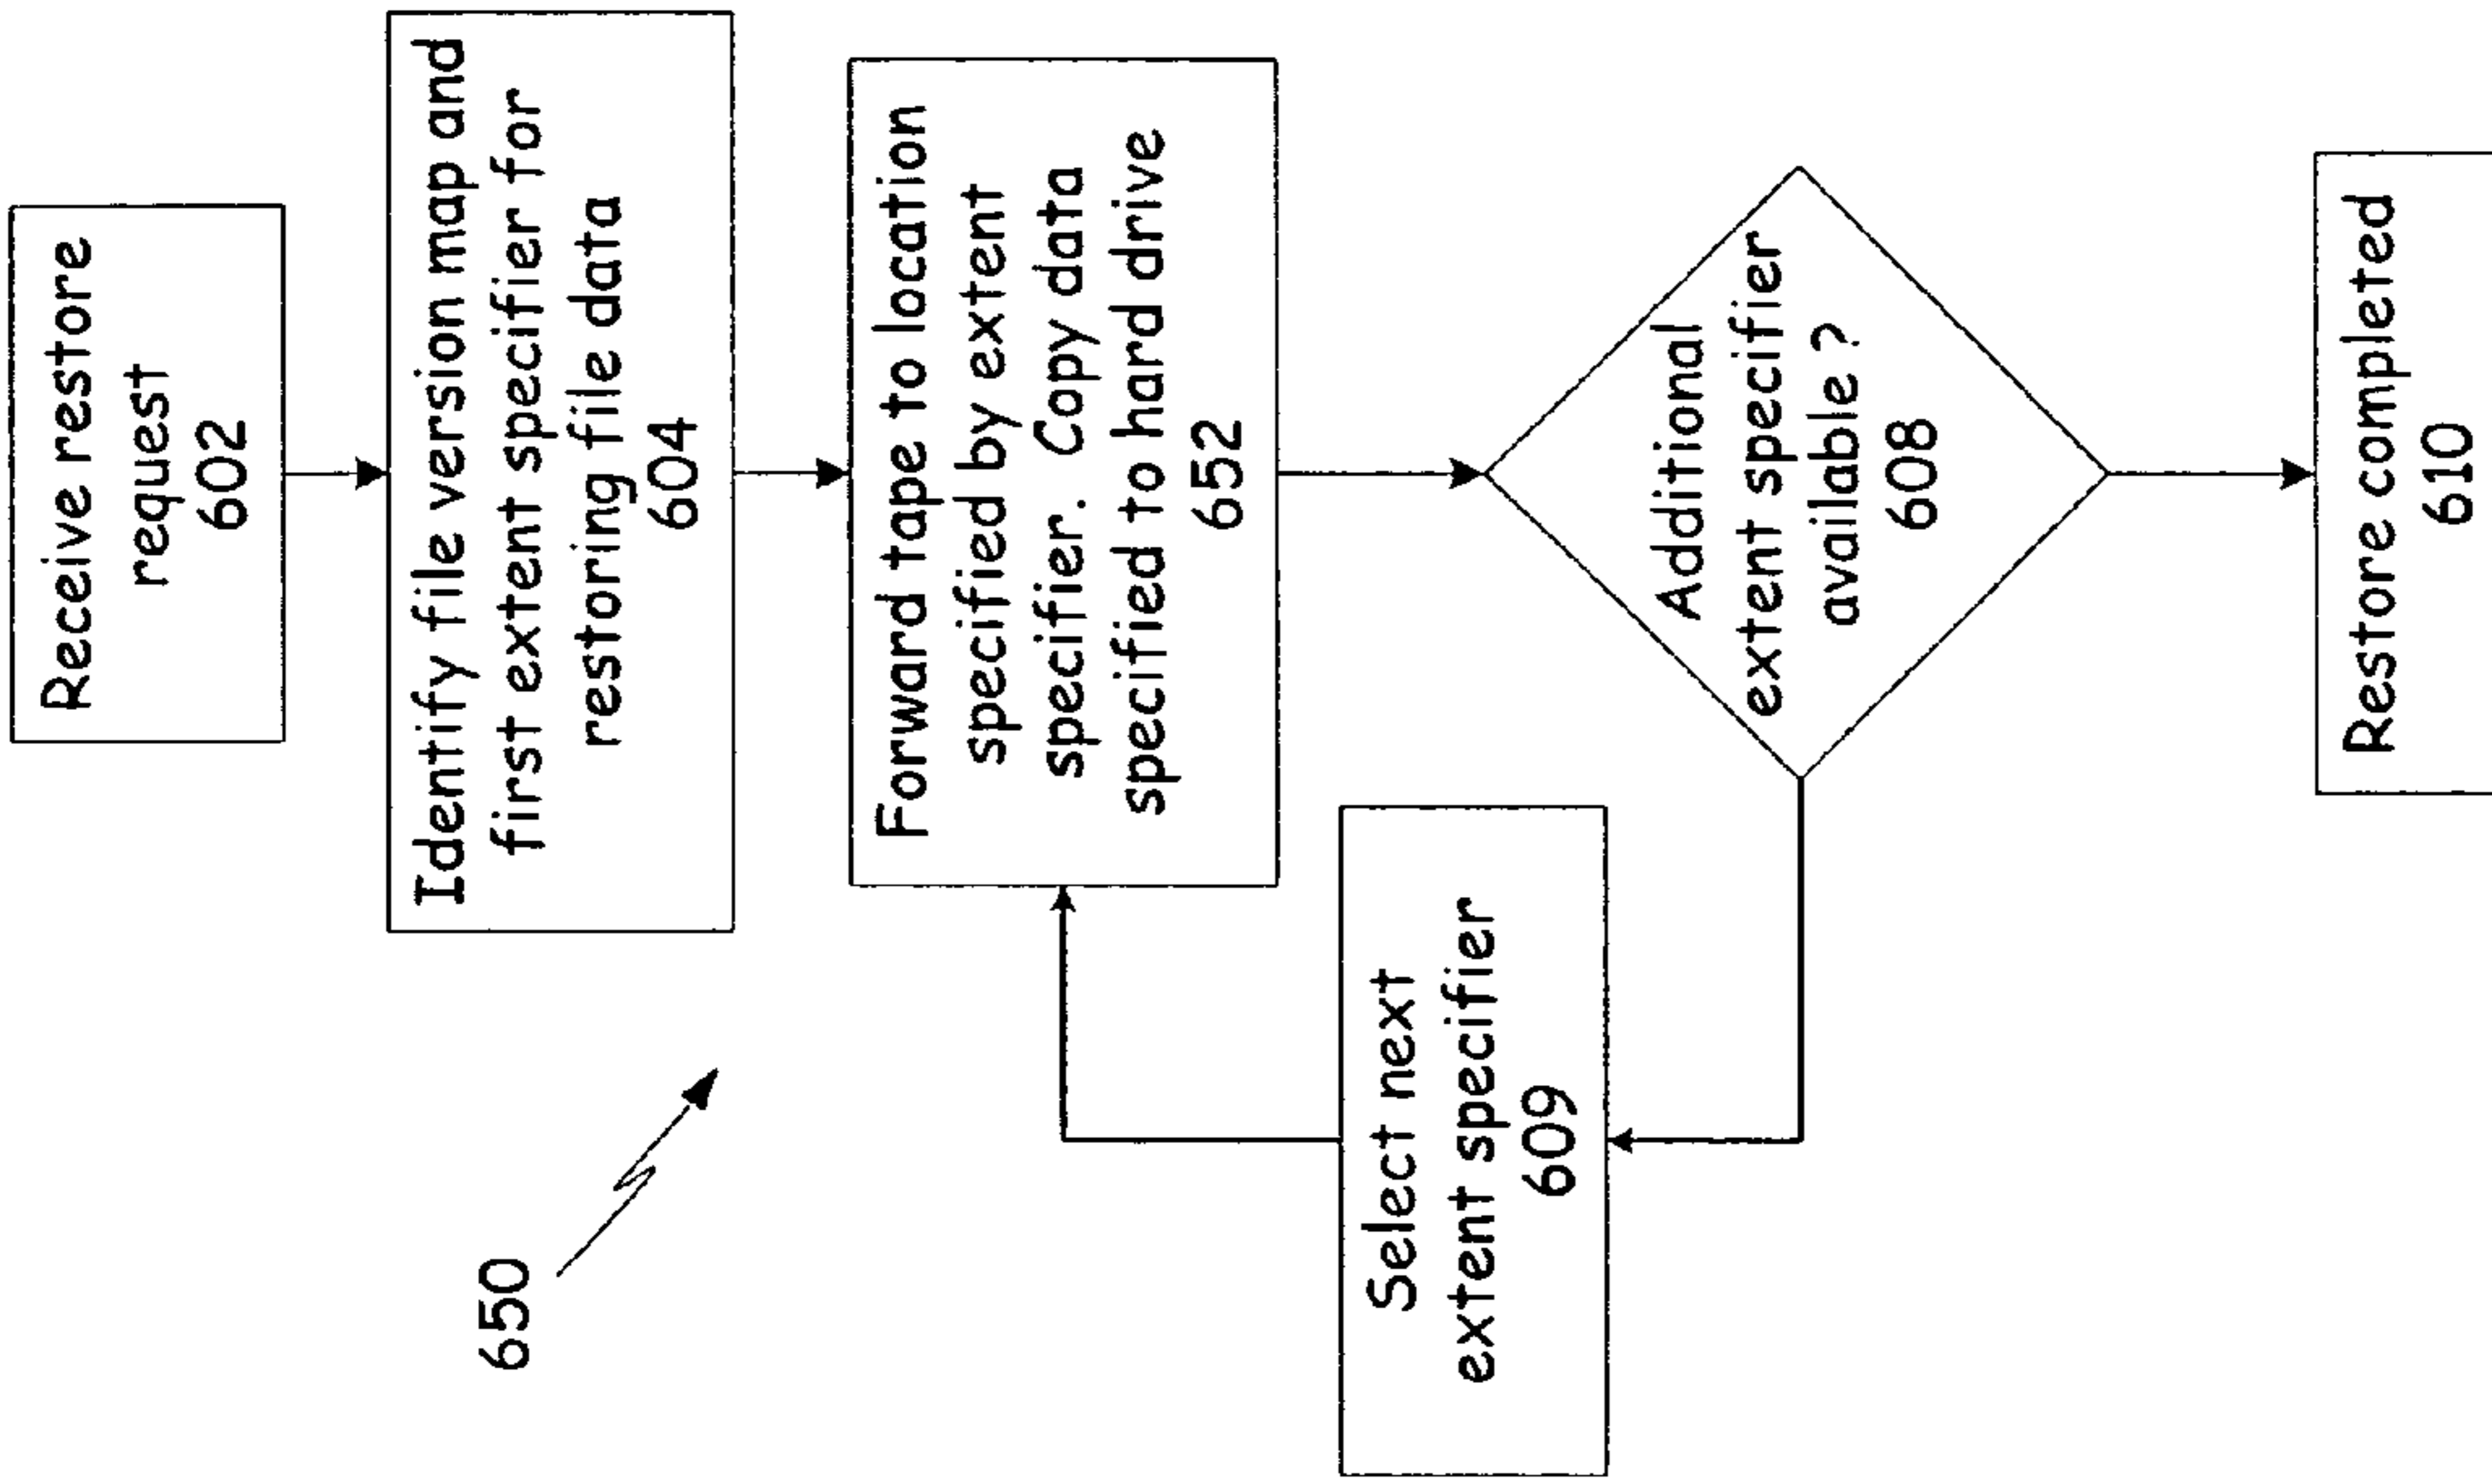 Receive restore
request
602
Identify file version map and
first extent specifier for
restoring file data
604
Forward tape to location
specified by extent
specifier. Copy data
specified to hard drive
652
Additional
extent specifier
available ?
608
Select next
extent specifier
609
Restore completed
610
650